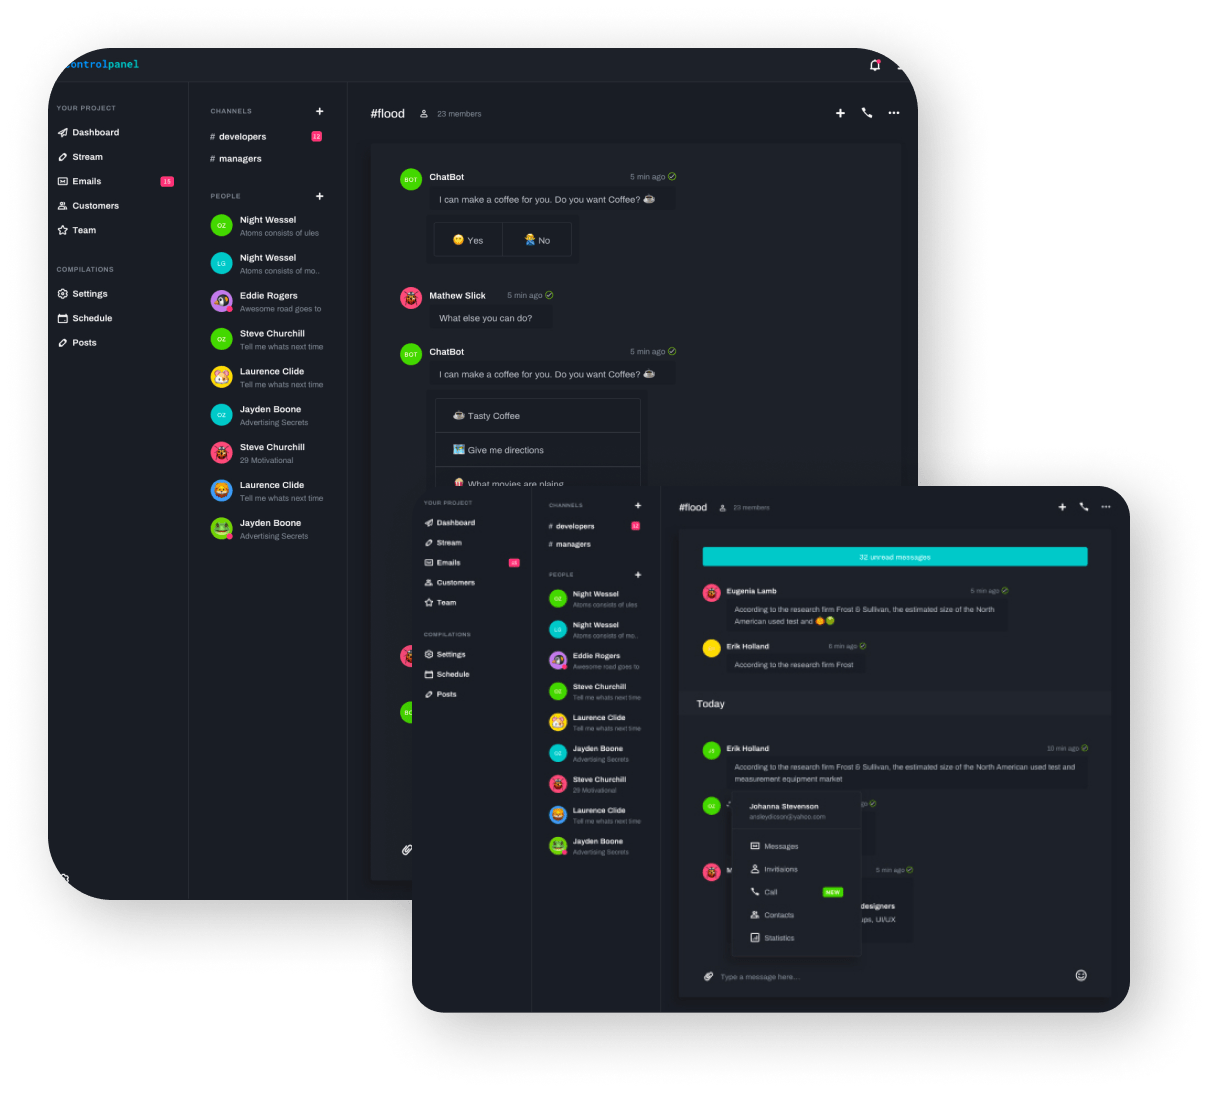 ontrolpanel
YOUR PROJECT
Dashboard
Stream
Emails 15
Customers
Team
COMPILATIONS
Settings
Schedule
Posts
CHANNELS
# developers 12
# managers
PEOPLE
OZ Night Wessel
Atoms consists of ules
LG Night Wessel
Atoms consists of mo..
Eddie Rogers
Awesome road goes to
OZ Steve Churchill
Tell me whats next time
Laurence Clide
Tell me whats next time
OZ Jayden Boone
Advertising Secrets
Steve Churchill
29 Motivational
Laurence Clide
Tell me whats next time
Jayden Boone
Advertising Secrets
#flood 23 members
BOT ChatBot 5 min ago
I can make a coffee for you. Do you want Coffee? ☕
Yes No
Mathew Slick 5 min ago
What else you can do?
BOT ChatBot 5 min ago
I can make a coffee for you. Do you want Coffee? ☕
Tasty Coffee
Give me directions
What movies are plaing
BO
YOUR PROJECT
Dashboard
Stream
Emails 15
Customers
Team
COMPILATIONS
Settings
Schedule
Posts
CHANNELS
# developers 12
# managers
PEOPLE
OZ Night Wessel
Atoms consists of ules
LG Night Wessel
Atoms consists of mo..
Eddie Rogers
Awesome road goes to
OZ Steve Churchill
Tell me whats next time
Laurence Clide
Tell me whats next time
OZ Jayden Boone
Advertising Secrets
Steve Churchill
29 Motivational
Laurence Clide
Tell me whats next time
Jayden Boone
Advertising Secrets
#flood 23 members
32 unread messages
Eugenia Lamb 5 min ago
According to the research firm Frost & Sullivan, the estimated size of the North
American used test and
Erik Holland 5 min ago
According to the research firm Frost
Today
Erik Holland 10 min ago
According to the research firm Frost & Sullivan, the estimated size of the North American used test and
measurement equipment market
OZ go
Johanna Stevenson
ansleydicson@yahoo.com
Messages
Invitiaions
Call NEW
Contacts
Statistics
M 5 min ago
designers
ups, UI/UX
Type a message here...